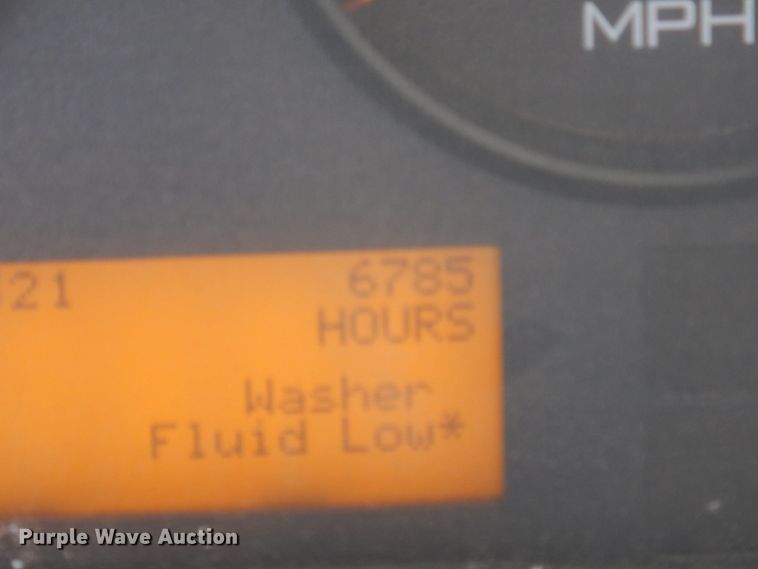 MPH
21 6785
HOURS
Washer
Fluid Low*
Purple Wave Auction